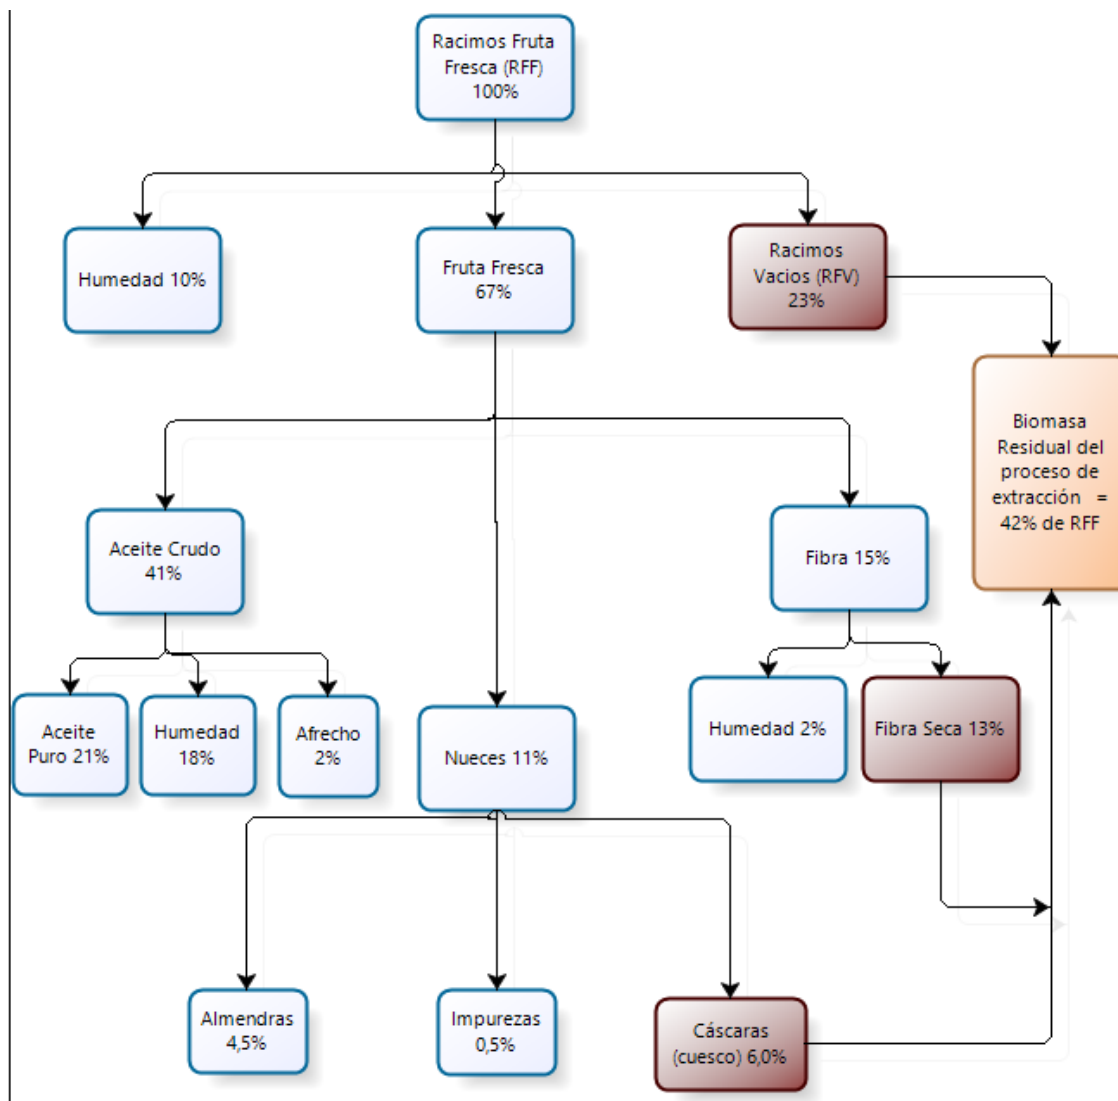 Racimos Fruta
Fresca (RFF)
100%
Humedad 10%
Fruta Fresca
67%
Racimos
Vacios (RFV)
23%
Biomasa
Residual del
proceso de
extracción =
42% de RFF
Aceite Crudo
41%
Fibra 15%
Aceite
Puro 21%
Humedad
18%
Afrecho
2%
Nueces 11%
Humedad 2%
Fibra Seca 13%
Almendras
4,5%
Impurezas
0,5%
Cáscaras
(cuesco) 6,0%